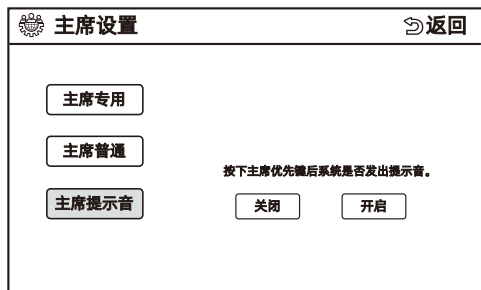 主席设置
返回
主席专用
主席普通
主席提示音
按下主席优先键后系统是否发出提示音。
关闭
开启